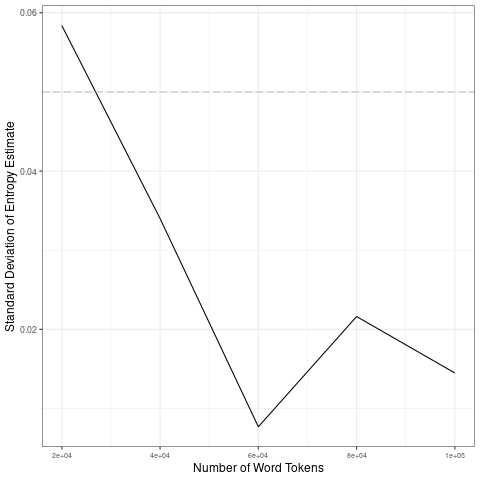 0.06
0.04
0.02
Standard Deviation of Entropy Estimate
2e+04 4e+04 6e+04 8e+04 1e+05
Number of Word Tokens